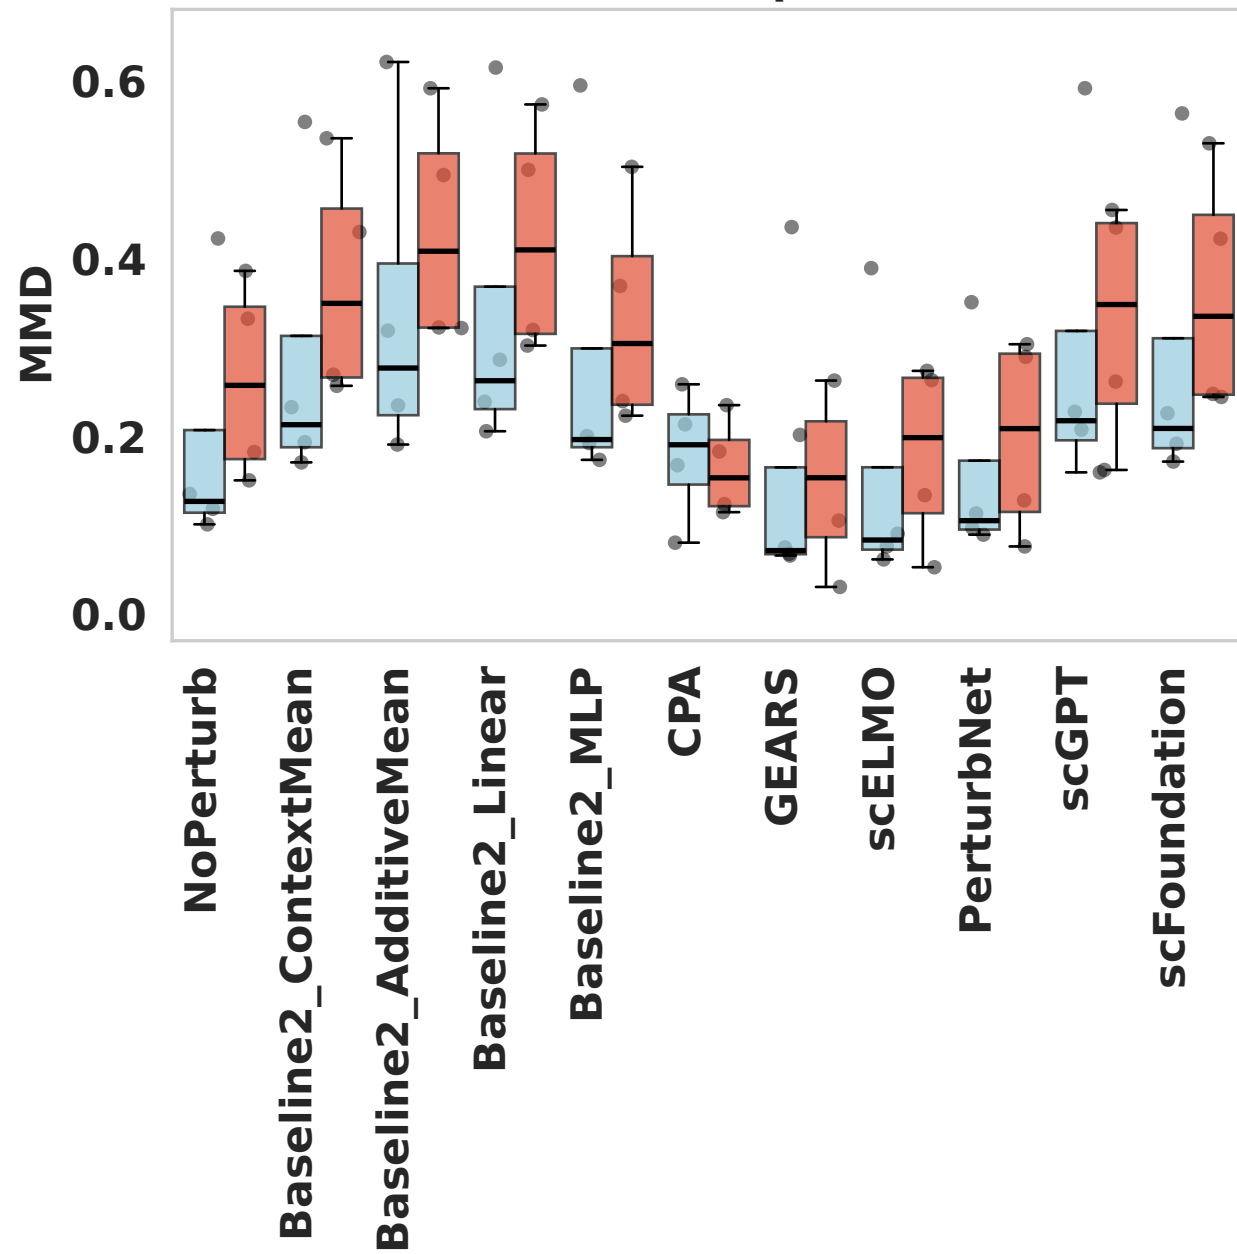 MMD
0.6
0.4
0.2
0.0
NoPerturb
Baseline2_ContextMean
Baseline2_AdditiveMean
Baseline2_Linear
Baseline2_MLP
CPA
GEARS
scELMO
PerturbNet
scGPT
scFoundation